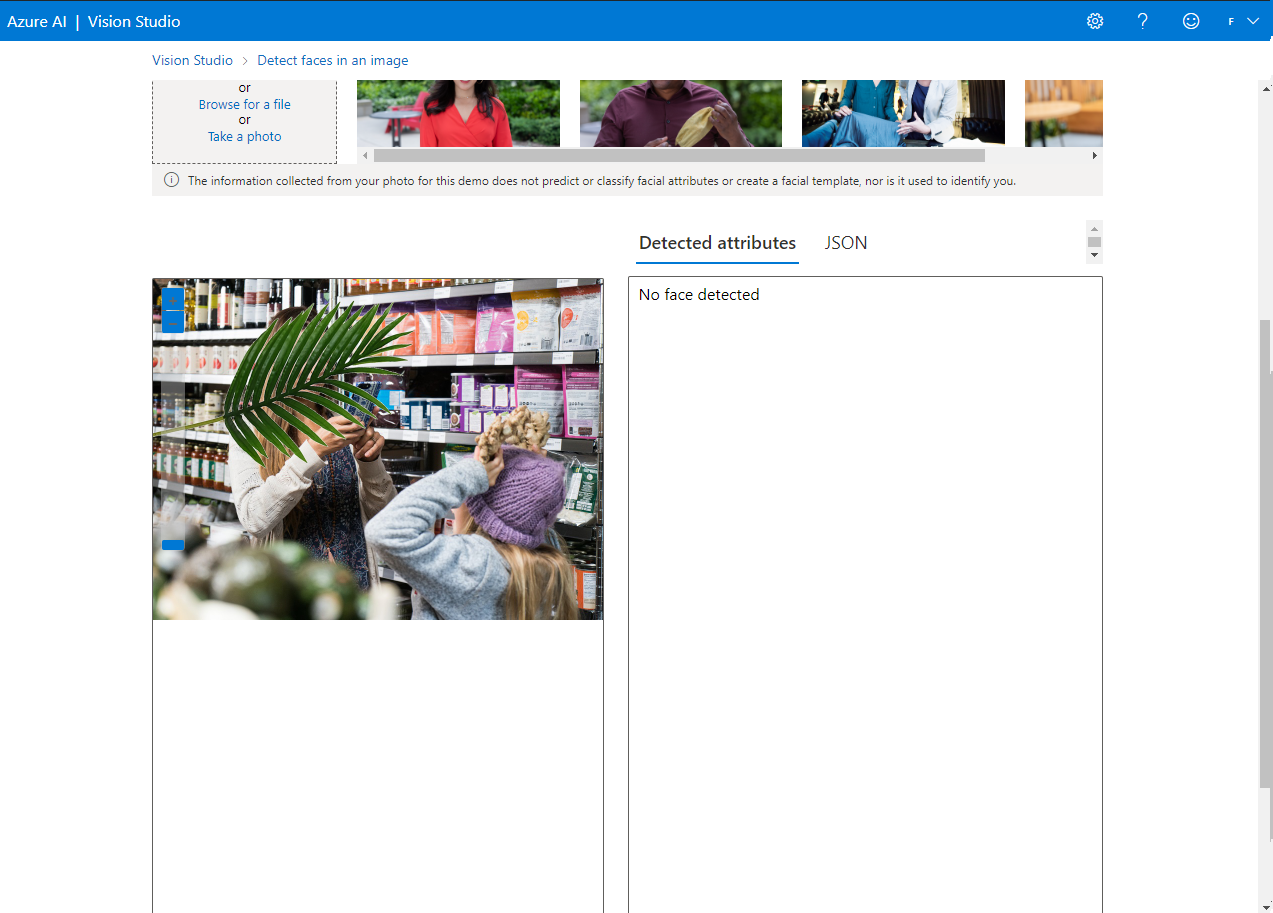 Azure AI | Vision Studio
F
Vision Studio > Detect faces in an image
or
Browse for a file
or
Take a photo
The information collected from your photo for this demo does not predict or classify facial attributes or create a facial template, nor is it used to identify you.
Detected attributes
JSON
No face detected